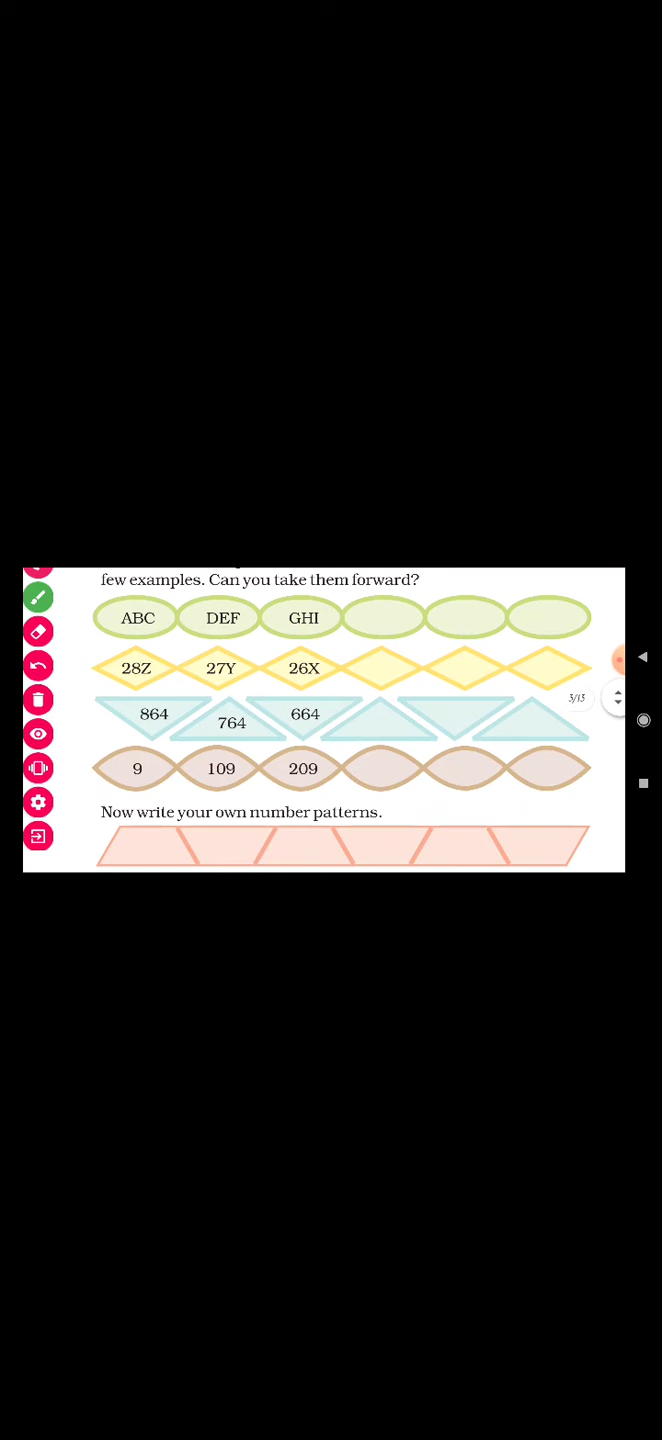 few examples. Can you take them forward?
ABC DEF GHI
28Z 27Y 26X
864 764 664
3/13
9 109 209
Now write your own number patterns.